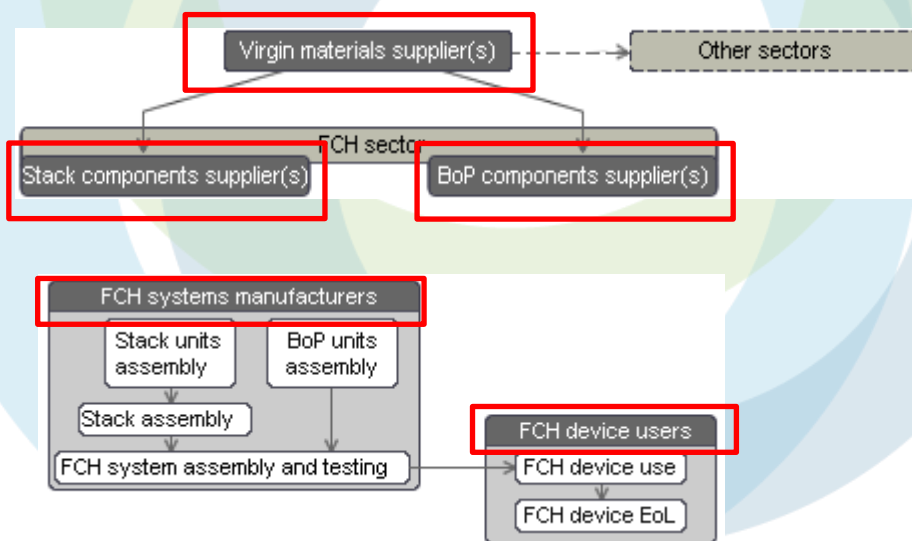 Virgin materials supplier(s)
Other sectors
FCH sector
Stack components supplier(s)
BoP components supplier(s)
FCH systems manufacturers
Stack units
assembly
BoP units
assembly
Stack assembly
FCH system assembly and testing
FCH device users
FCH device use
FCH device EoL